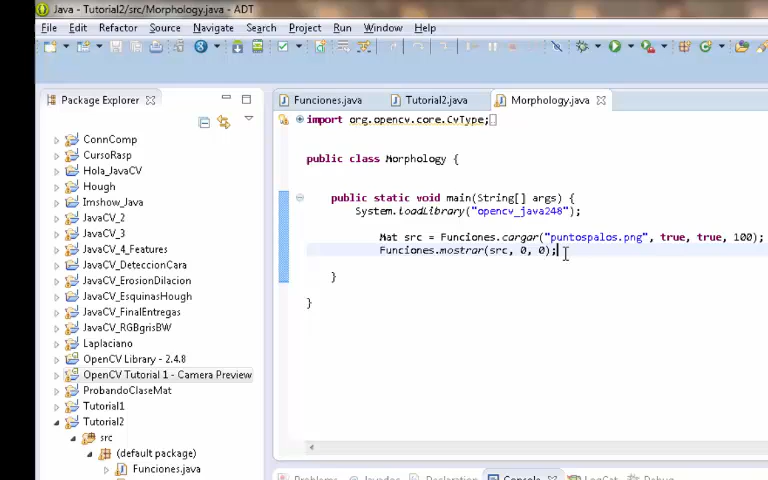 Java - Tutorial2/src/Morphology.java - ADT
File Edit Refactor Source Navigate Search Project Run Window Help
Package Explorer
Funciones.java Tutorial2.java Morphology.java
ConnComp
CursoRasp
Hola_JavaCV
Hough
Imshow_Java
JavaCV_2
JavaCV_3
JavaCV_4_Features
JavaCV_DeteccionCara
JavaCV_ErosionDilacion
JavaCV_EsquinasHough
JavaCV_FinalEntregas
JavaCV_RGBgrisBW
Laplaciano
OpenCV Library - 2.4.8
OpenCV Tutorial 1 - Camera Preview
ProbandoClaseMat
Tutorial1
Tutorial2
src
(default package)
Funciones.java
import org.opencv.core.CvType;
public class Morphology {
public static void main(String[] args) {
System.loadLibrary("opencv_java248");
Mat src = Funciones.cargar("puntospalos.png", true, true, 100);
Funciones.mostrar(src, 0, 0);
}
}
Problems Javadoc Declaration Console LogCat Debug